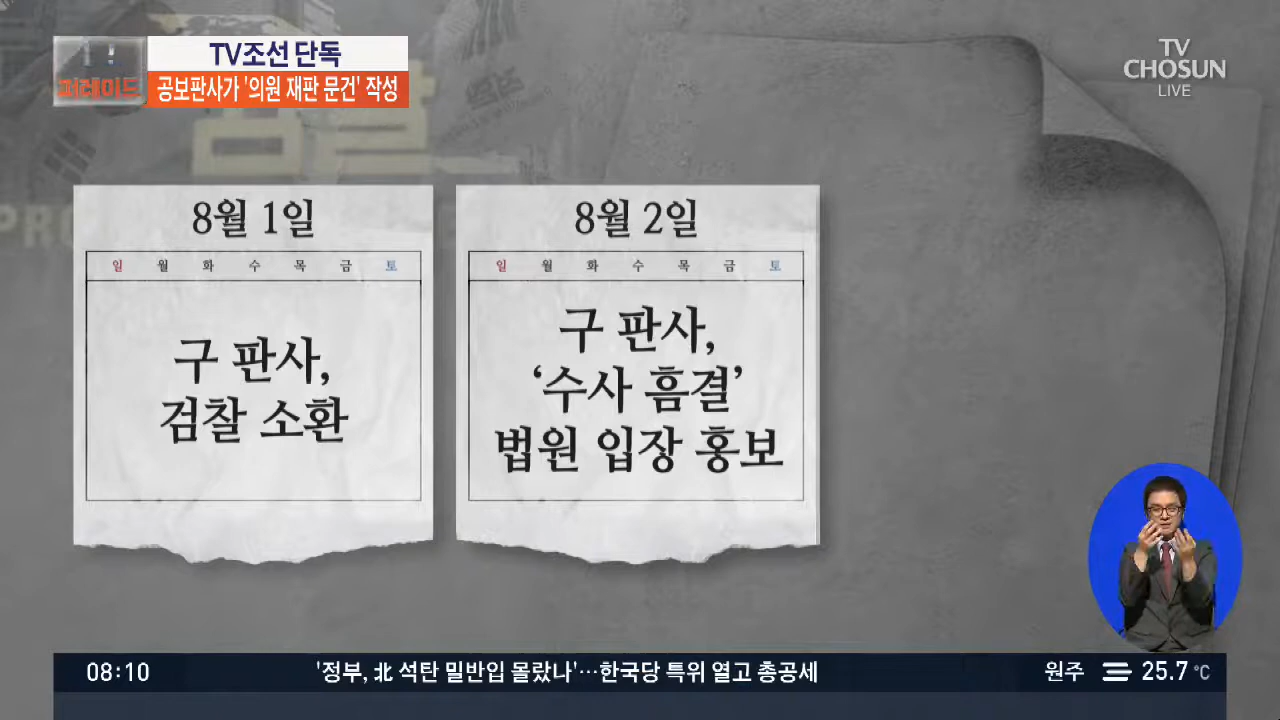 TV조선 단독
퍼레이드
공보판사가 '의원 재판 문건' 작성
TV
CHOSUN
LIVE
8월 1일
일 월 화 수 목 금 토
구 판사,
검찰 소환
8월 2일
일 월 화 수 목 금 토
구 판사,
‘수사 흠결’
법원 입장 홍보
08:10 '정부, 北 석탄 밀반입 몰랐나'…한국당 특위 열고 총공세 원주 25.7 ℃